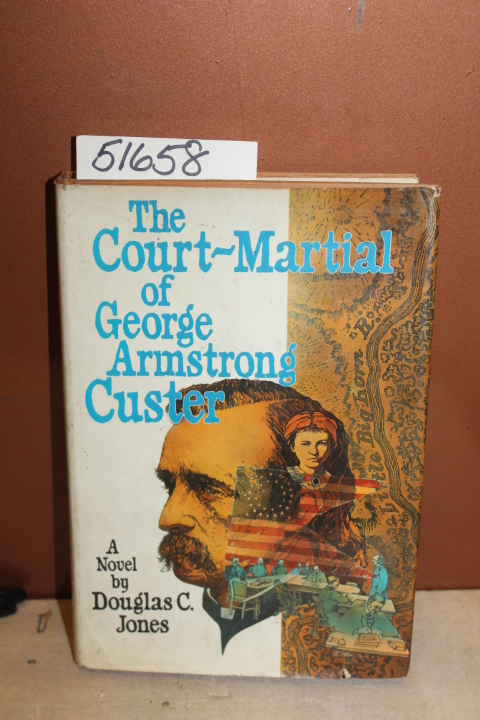 51658
The
Court~Martial
of
George
Armstrong
Custer
A
Novel
by
Douglas C.
Jones